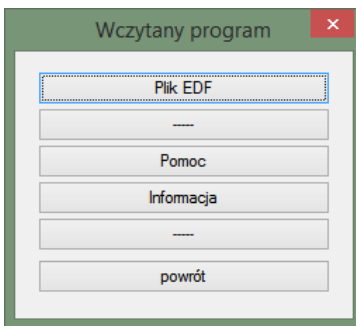 Wczytany program
Plik EDF
-----
Pomoc
Informacja
-----
powrót